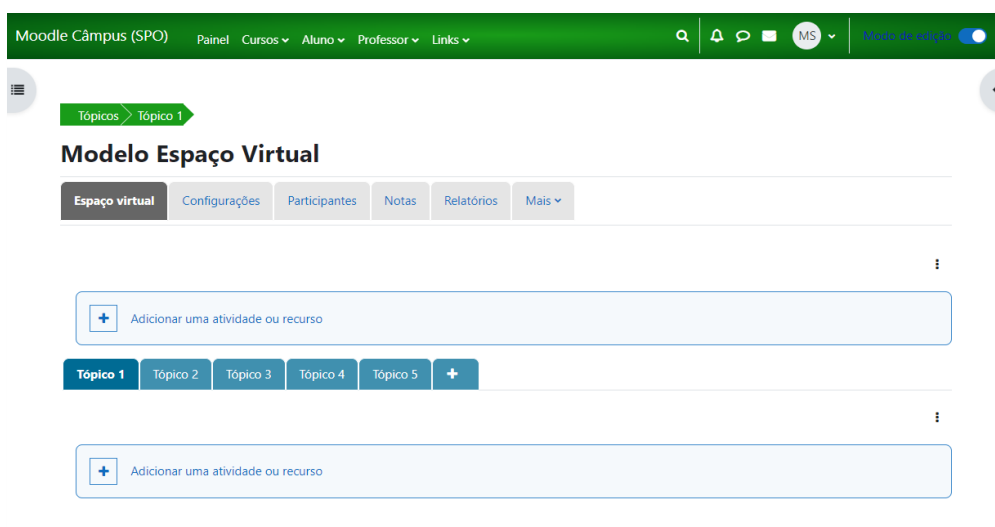 Moodle Câmpus (SPO) Painel Cursos Aluno Professor Links MS Modo de edição
Tópicos Tópico 1
Modelo Espaço Virtual
Espaço virtual Configurações Participantes Notas Relatórios Mais
Adicionar uma atividade ou recurso
Tópico 1 Tópico 2 Tópico 3 Tópico 4 Tópico 5
Adicionar uma atividade ou recurso